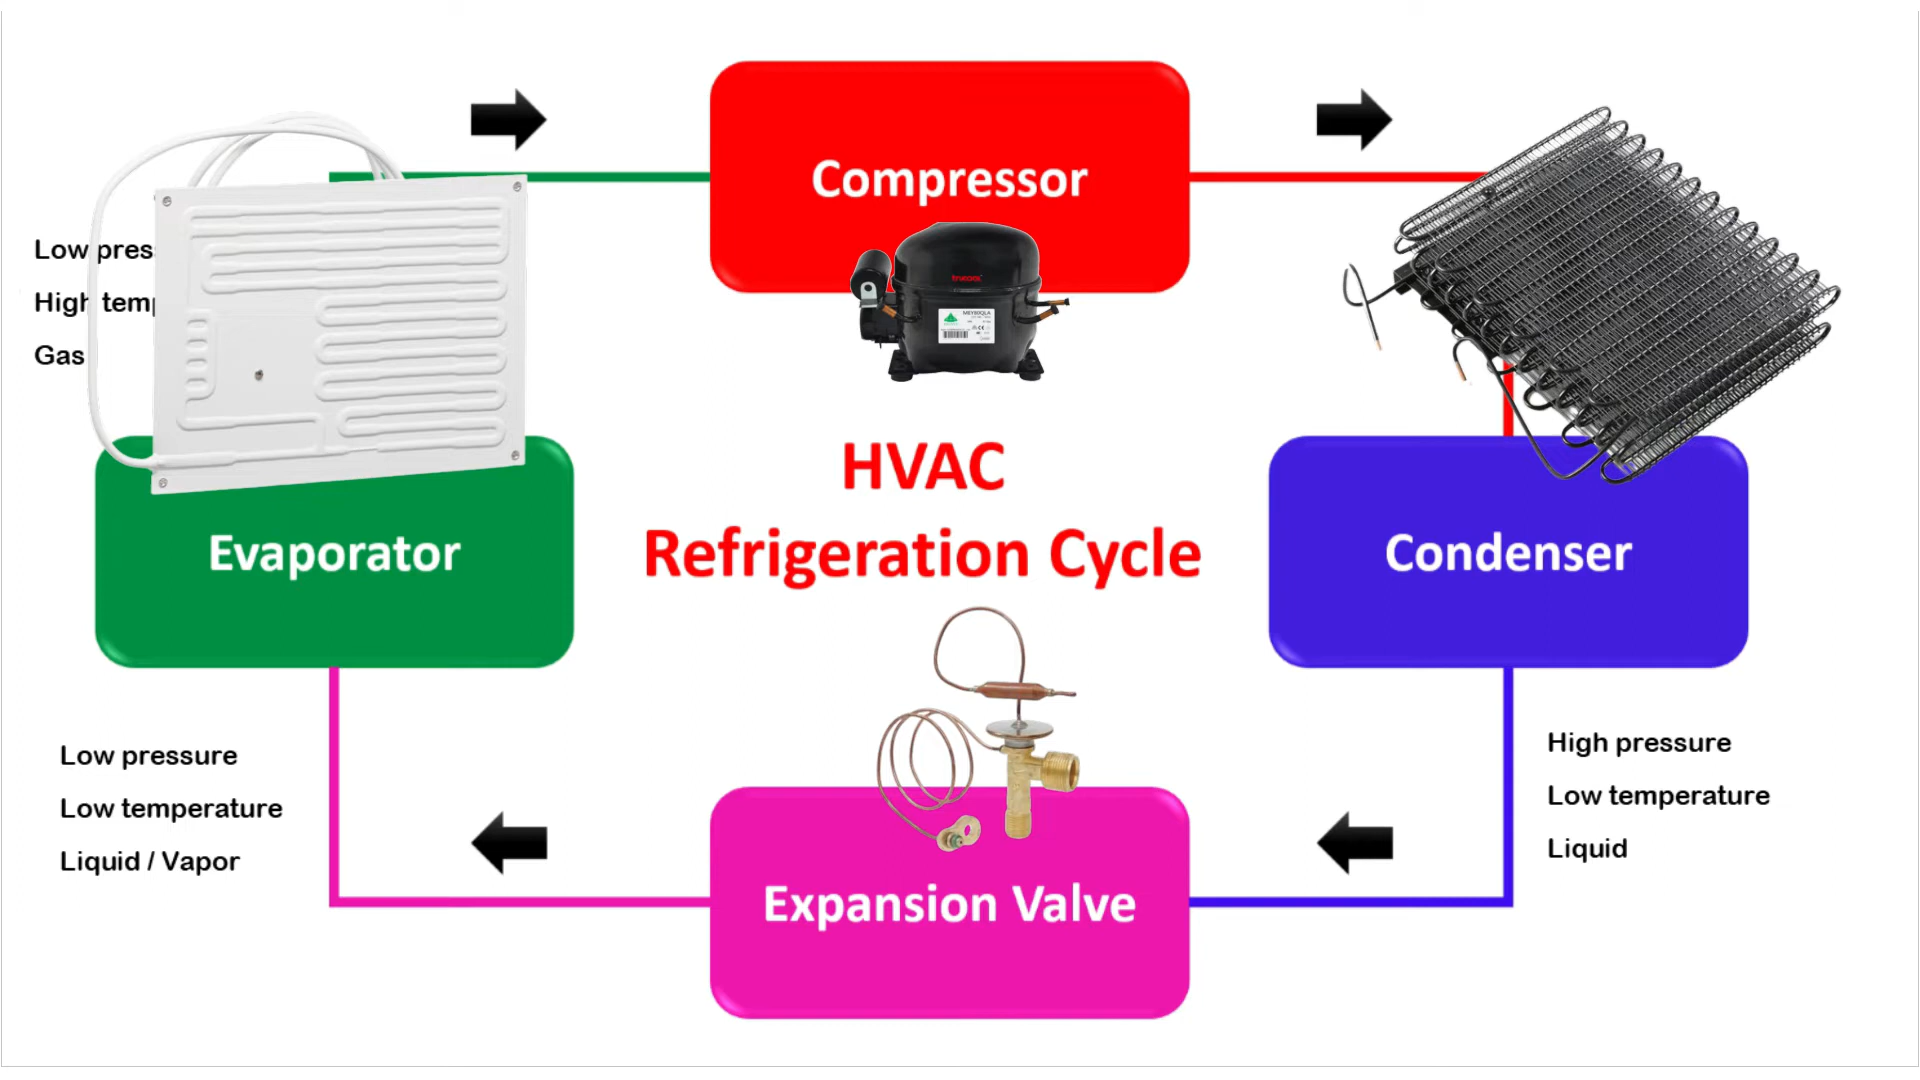 Compressor
Low pres
High temp
Gas
HVAC
Refrigeration Cycle
Evaporator
Condenser
Low pressure
Low temperature
Liquid / Vapor
High pressure
Low temperature
Liquid
Expansion Valve